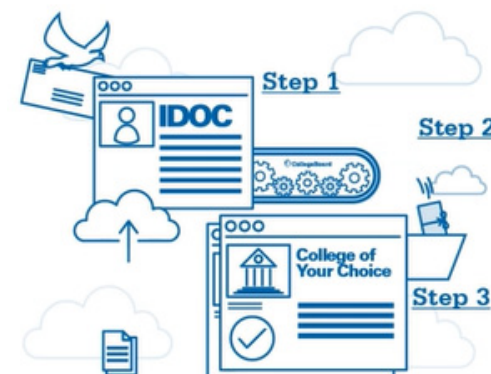 Step 1
IDOC
Step 2
CollegeBoard
College of
Your Choice
Step 3